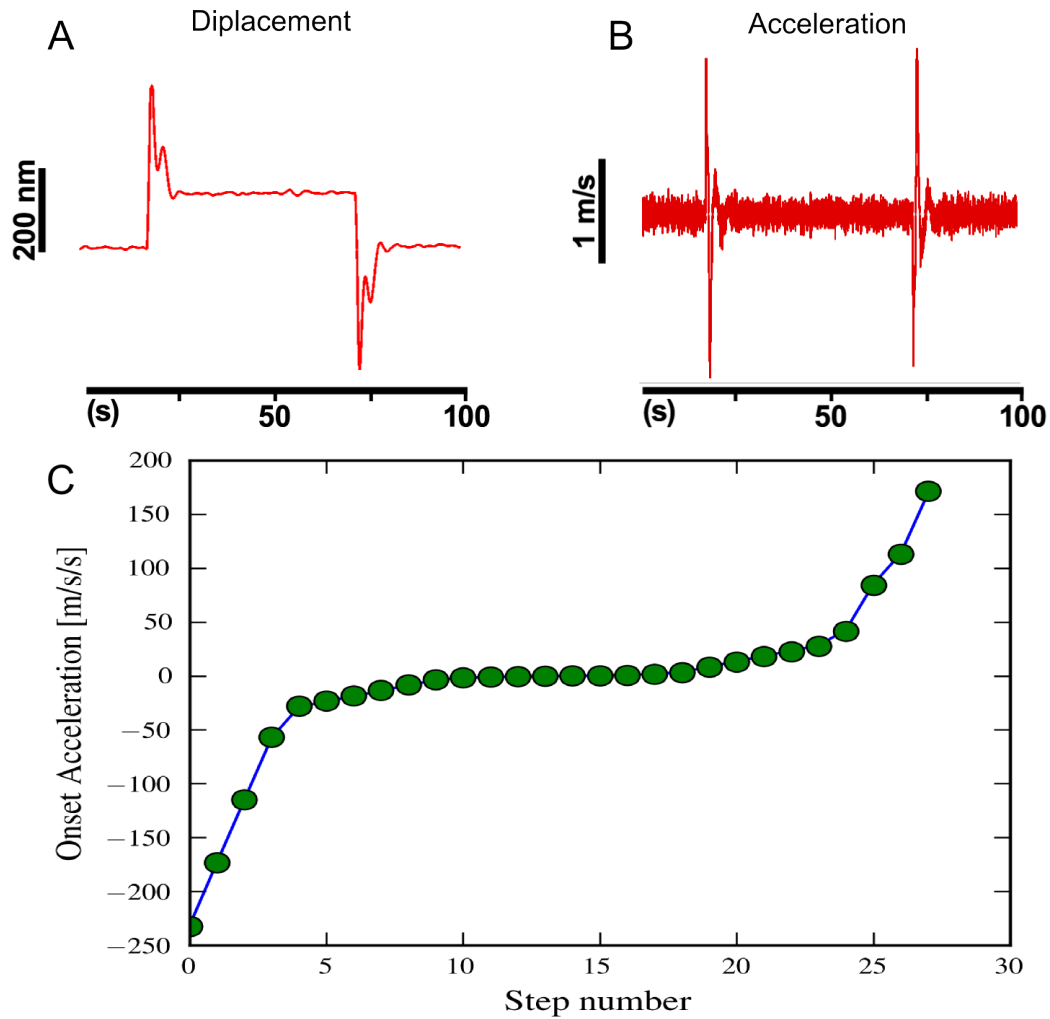 A
Diplacement
200 nm
(s) 50 100
B
Acceleration
1 m/s
(s) 50 100
C
Onset Acceleration [m/s/s]
200
150
100
50
0
−50
−100
−150
−200
−250
0 5 10 15 20 25 30
Step number